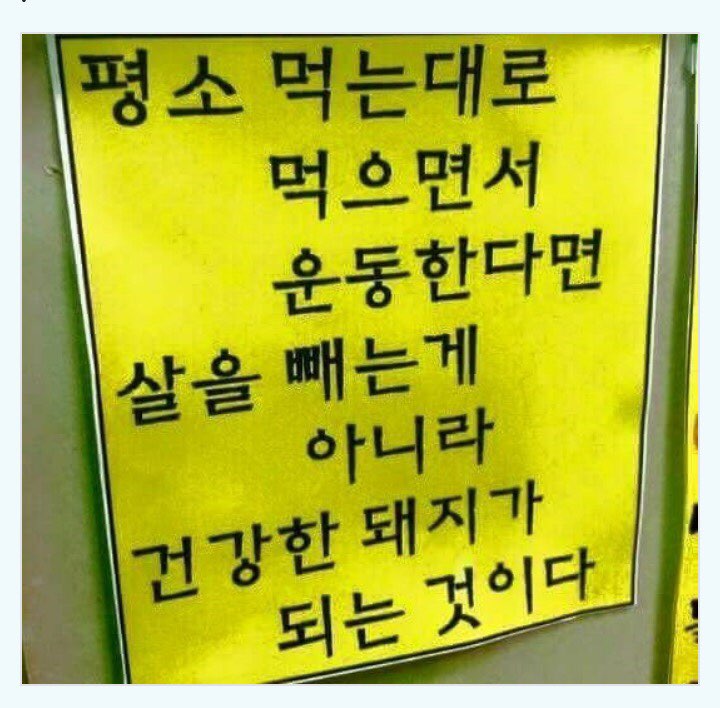 평소 먹는대로
먹으면서
운동한다면
살을 빼는게
아니라
건강한 돼지가
되는 것이다